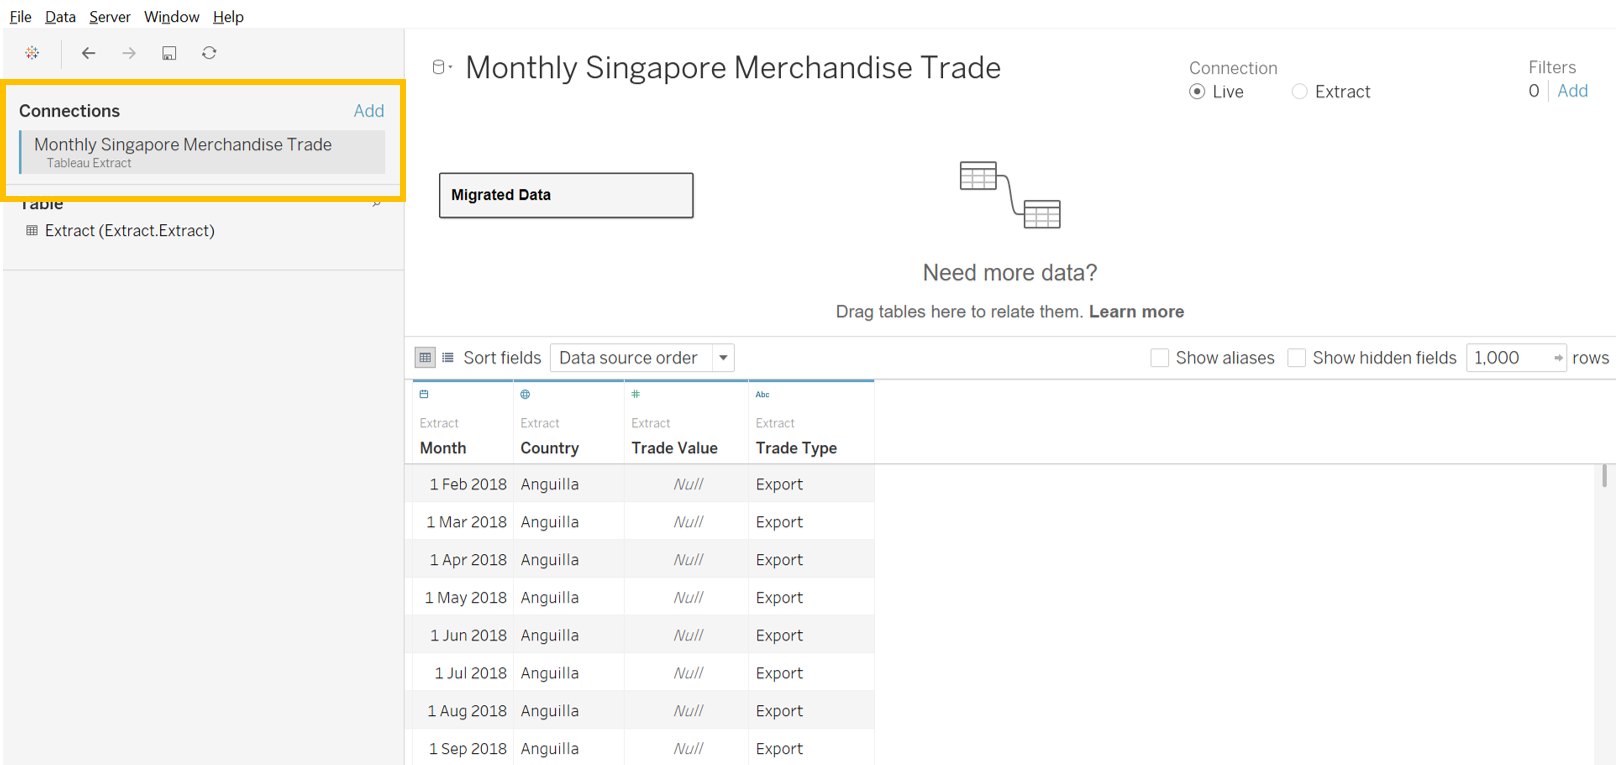 File Data Server Window Help
Connections Add
Monthly Singapore Merchandise Trade
Tableau Extract
Table
Extract (Extract.Extract)
Monthly Singapore Merchandise Trade
Connection
Live Extract
Filters
0 Add
Migrated Data
Need more data?
Drag tables here to relate them. Learn more
Sort fields Data source order Show aliases Show hidden fields 1,000 rows
Abc
Extract Extract Extract Extract
Month Country Trade Value Trade Type
1 Feb 2018 Anguilla Null Export
1 Mar 2018 Anguilla Null Export
1 Apr 2018 Anguilla Null Export
1 May 2018 Anguilla Null Export
1 Jun 2018 Anguilla Null Export
1 Jul 2018 Anguilla Null Export
1 Aug 2018 Anguilla Null Export
1 Sep 2018 Anguilla Null Export